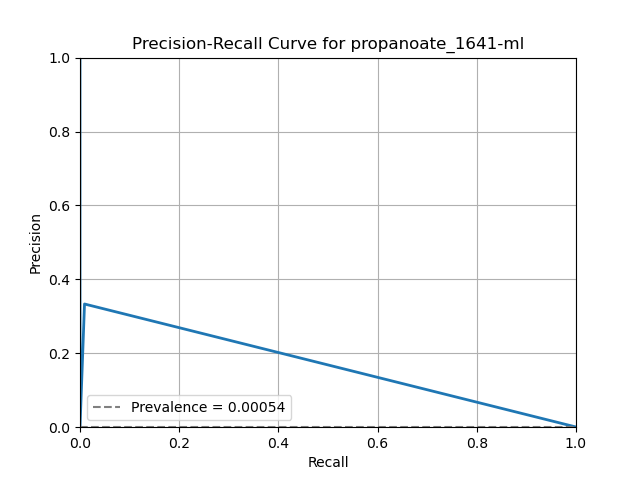 Precision-Recall Curve for propanoate_1641-ml
1.0
0.8
0.6
0.4
0.2
0.0
Precision
Prevalence = 0.00054
0.0 0.2 0.4 0.6 0.8 1.0
Recall